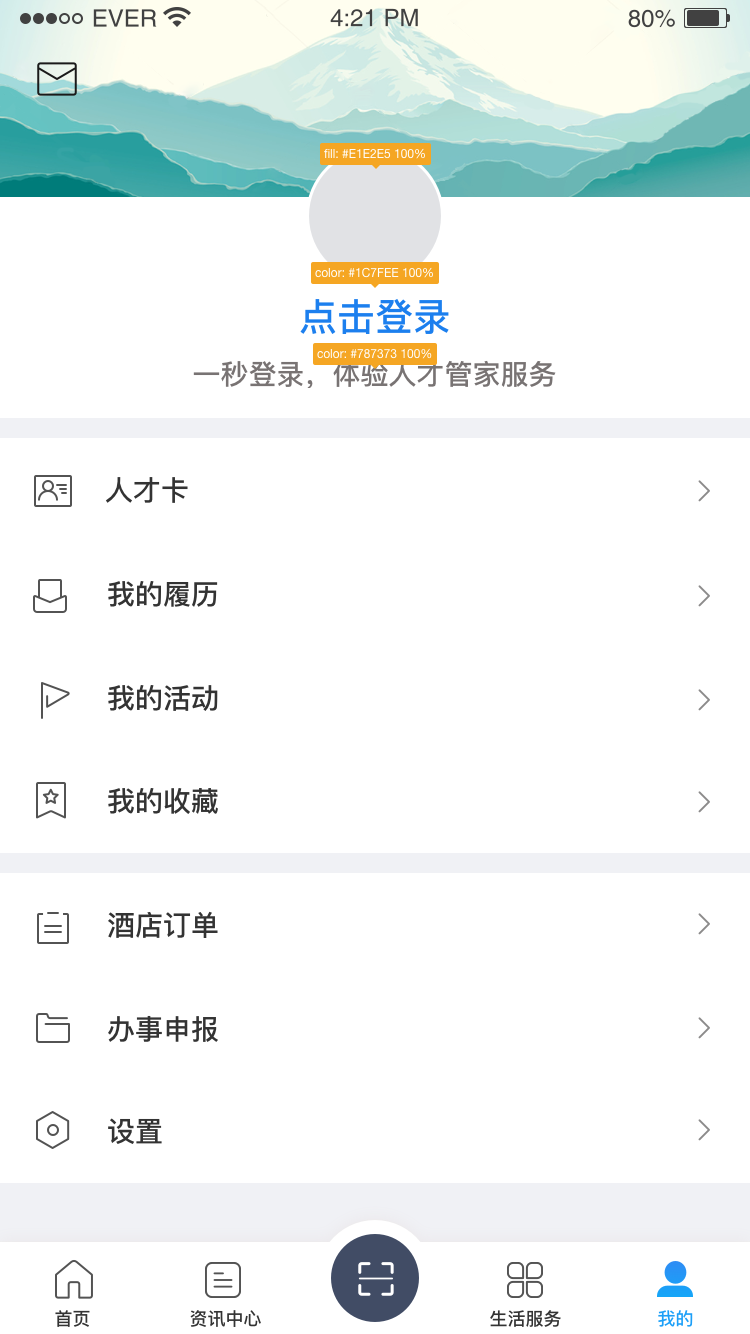 EVER 4:21 PM 80%
fill: #E1E2E5 100%
color: #1C7FEE 100%
点击登录
color: #787373 100%
一秒登录，体验人才管家服务
人才卡
我的履历
我的活动
我的收藏
酒店订单
办事申报
设置
首页 资讯中心 生活服务 我的